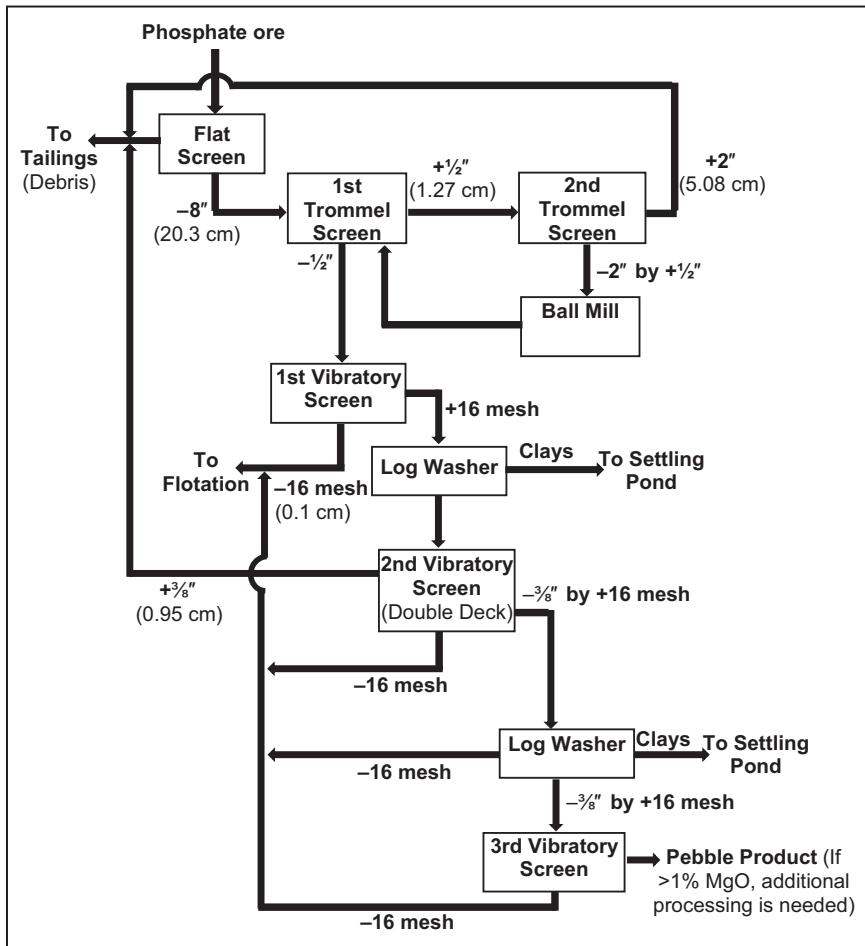 Phosphate ore
To
Tailings
(Debris)
Flat
Screen
–8″
(20.3 cm)
1st
Trommel
Screen
+½″
(1.27 cm)
2nd
Trommel
Screen
+2″
(5.08 cm)
–½″
–2″ by +½″
Ball Mill
1st Vibratory
Screen
+16 mesh
To
Flotation
–16 mesh
(0.1 cm)
Log Washer
Clays
To Settling
Pond
2nd Vibratory
Screen
(Double Deck)
+⅜″
(0.95 cm)
–⅜″ by +16 mesh
–16 mesh
Log Washer
Clays
To Settling
Pond
–16 mesh
–⅜″ by +16 mesh
3rd Vibratory
Screen
Pebble Product (If
>1% MgO, additional
processing is needed)
–16 mesh